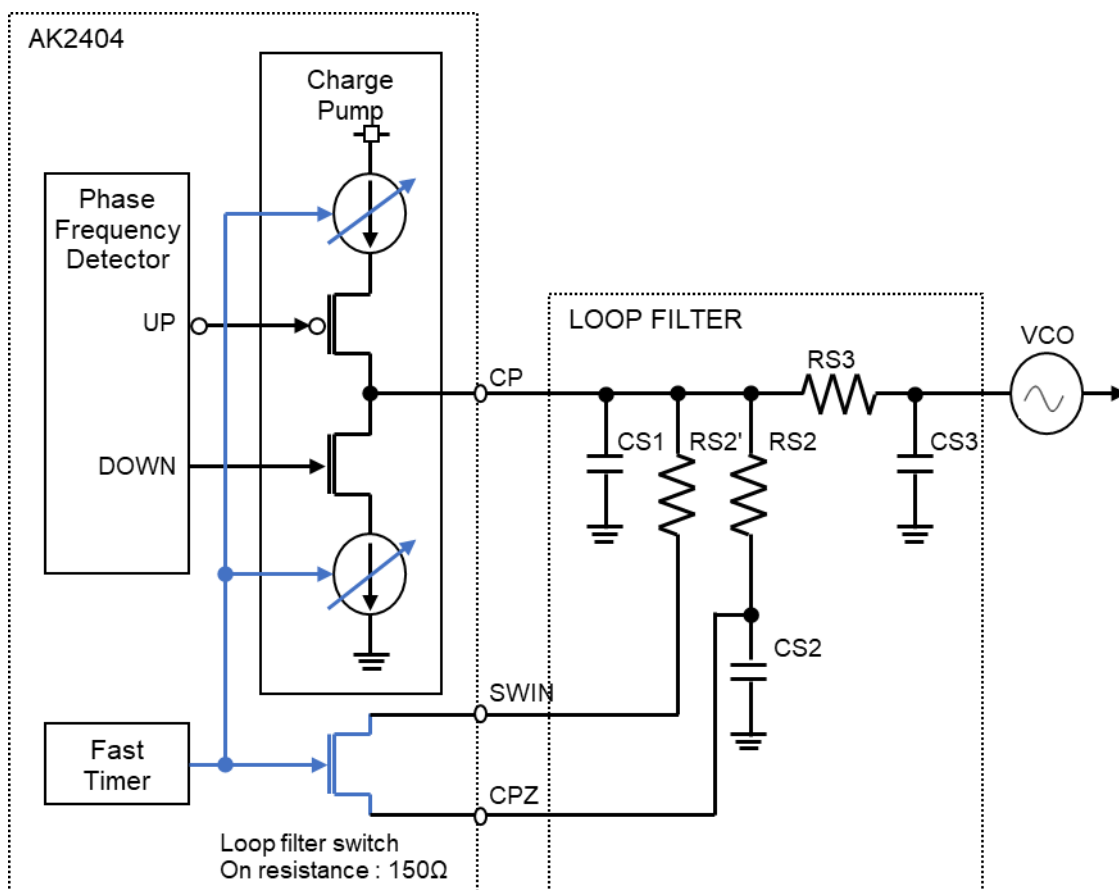 AK2404
Charge
Pump
Phase
Frequency
Detector
UP
DOWN
CP
LOOP FILTER
VCO
RS3
CS1
RS2'
RS2
CS3
CS2
SWIN
CPZ
Fast
Timer
Loop filter switch
On resistance : 150Ω